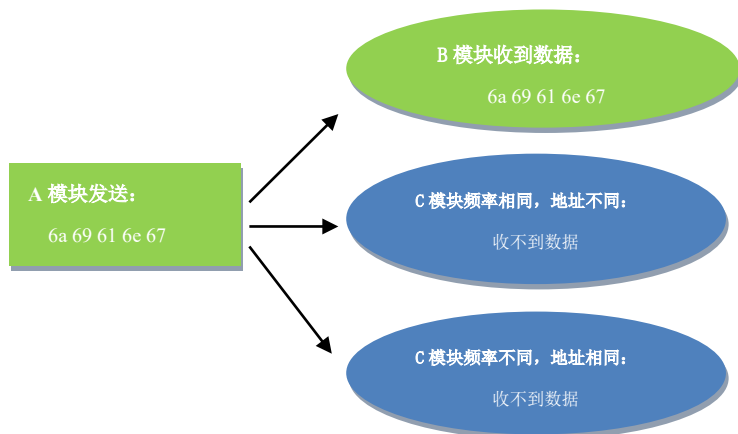 A 模块发送:
6a 69 61 6e 67
B 模块收到数据:
6a 69 61 6e 67
C 模块频率相同，地址不同:
收不到数据
C 模块频率不同，地址相同:
收不到数据